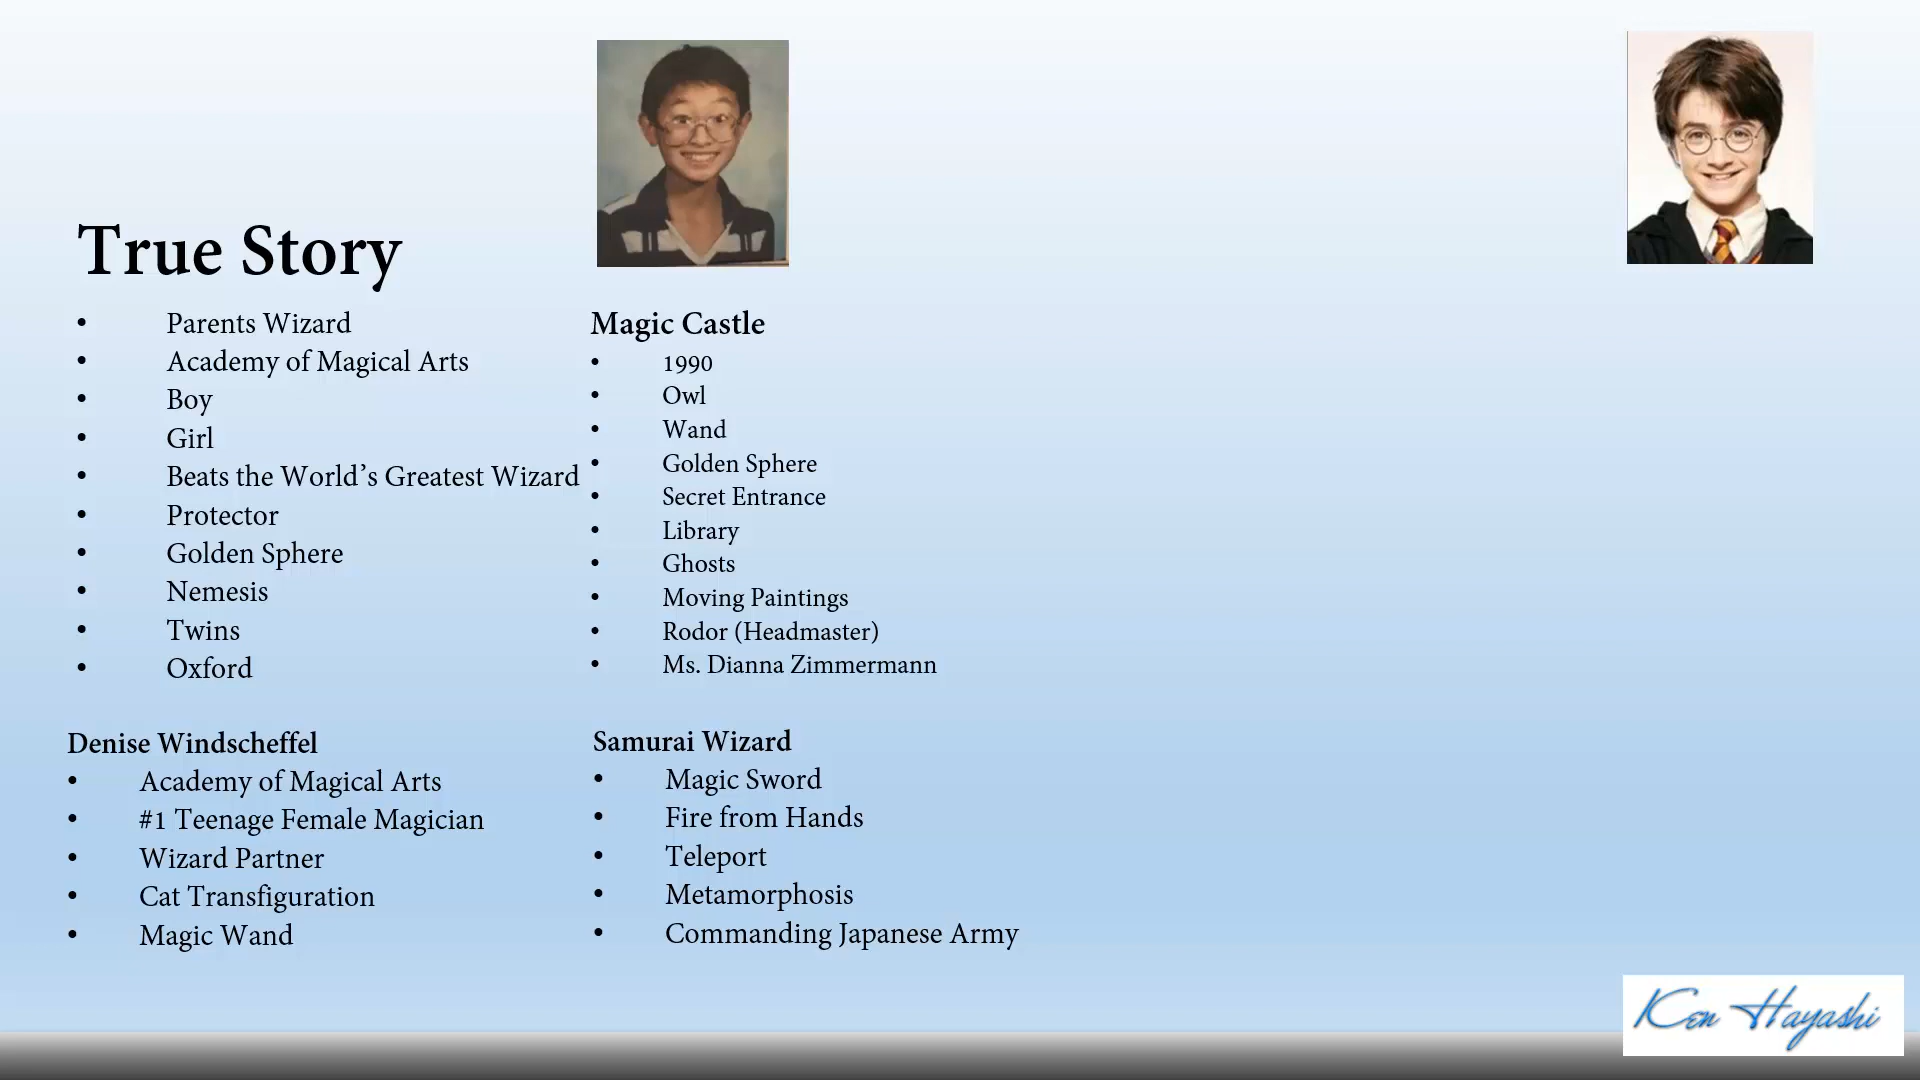 True Story
• Parents Wizard
• Academy of Magical Arts
• Boy
• Girl
• Beats the World’s Greatest Wizard
• Protector
• Golden Sphere
• Nemesis
• Twins
• Oxford
Magic Castle
• 1990
• Owl
• Wand
• Golden Sphere
• Secret Entrance
• Library
• Ghosts
• Moving Paintings
• Rodor (Headmaster)
• Ms. Dianna Zimmermann
Denise Windscheffel
• Academy of Magical Arts
• #1 Teenage Female Magician
• Wizard Partner
• Cat Transfiguration
• Magic Wand
Samurai Wizard
• Magic Sword
• Fire from Hands
• Teleport
• Metamorphosis
• Commanding Japanese Army
Ken Hayashi